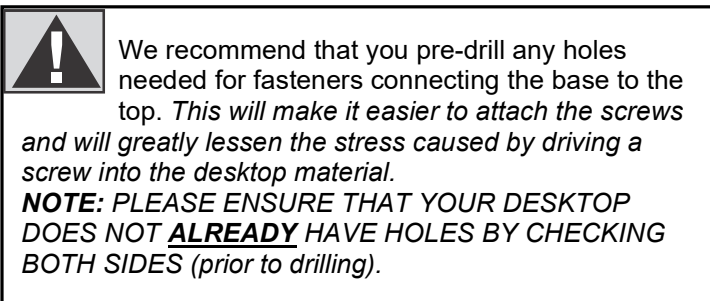 We recommend that you pre-drill any holes
needed for fasteners connecting the base to the
top. This will make it easier to attach the screws
and will greatly lessen the stress caused by driving a
screw into the desktop material.
NOTE: PLEASE ENSURE THAT YOUR DESKTOP
DOES NOT ALREADY HAVE HOLES BY CHECKING
BOTH SIDES (prior to drilling).